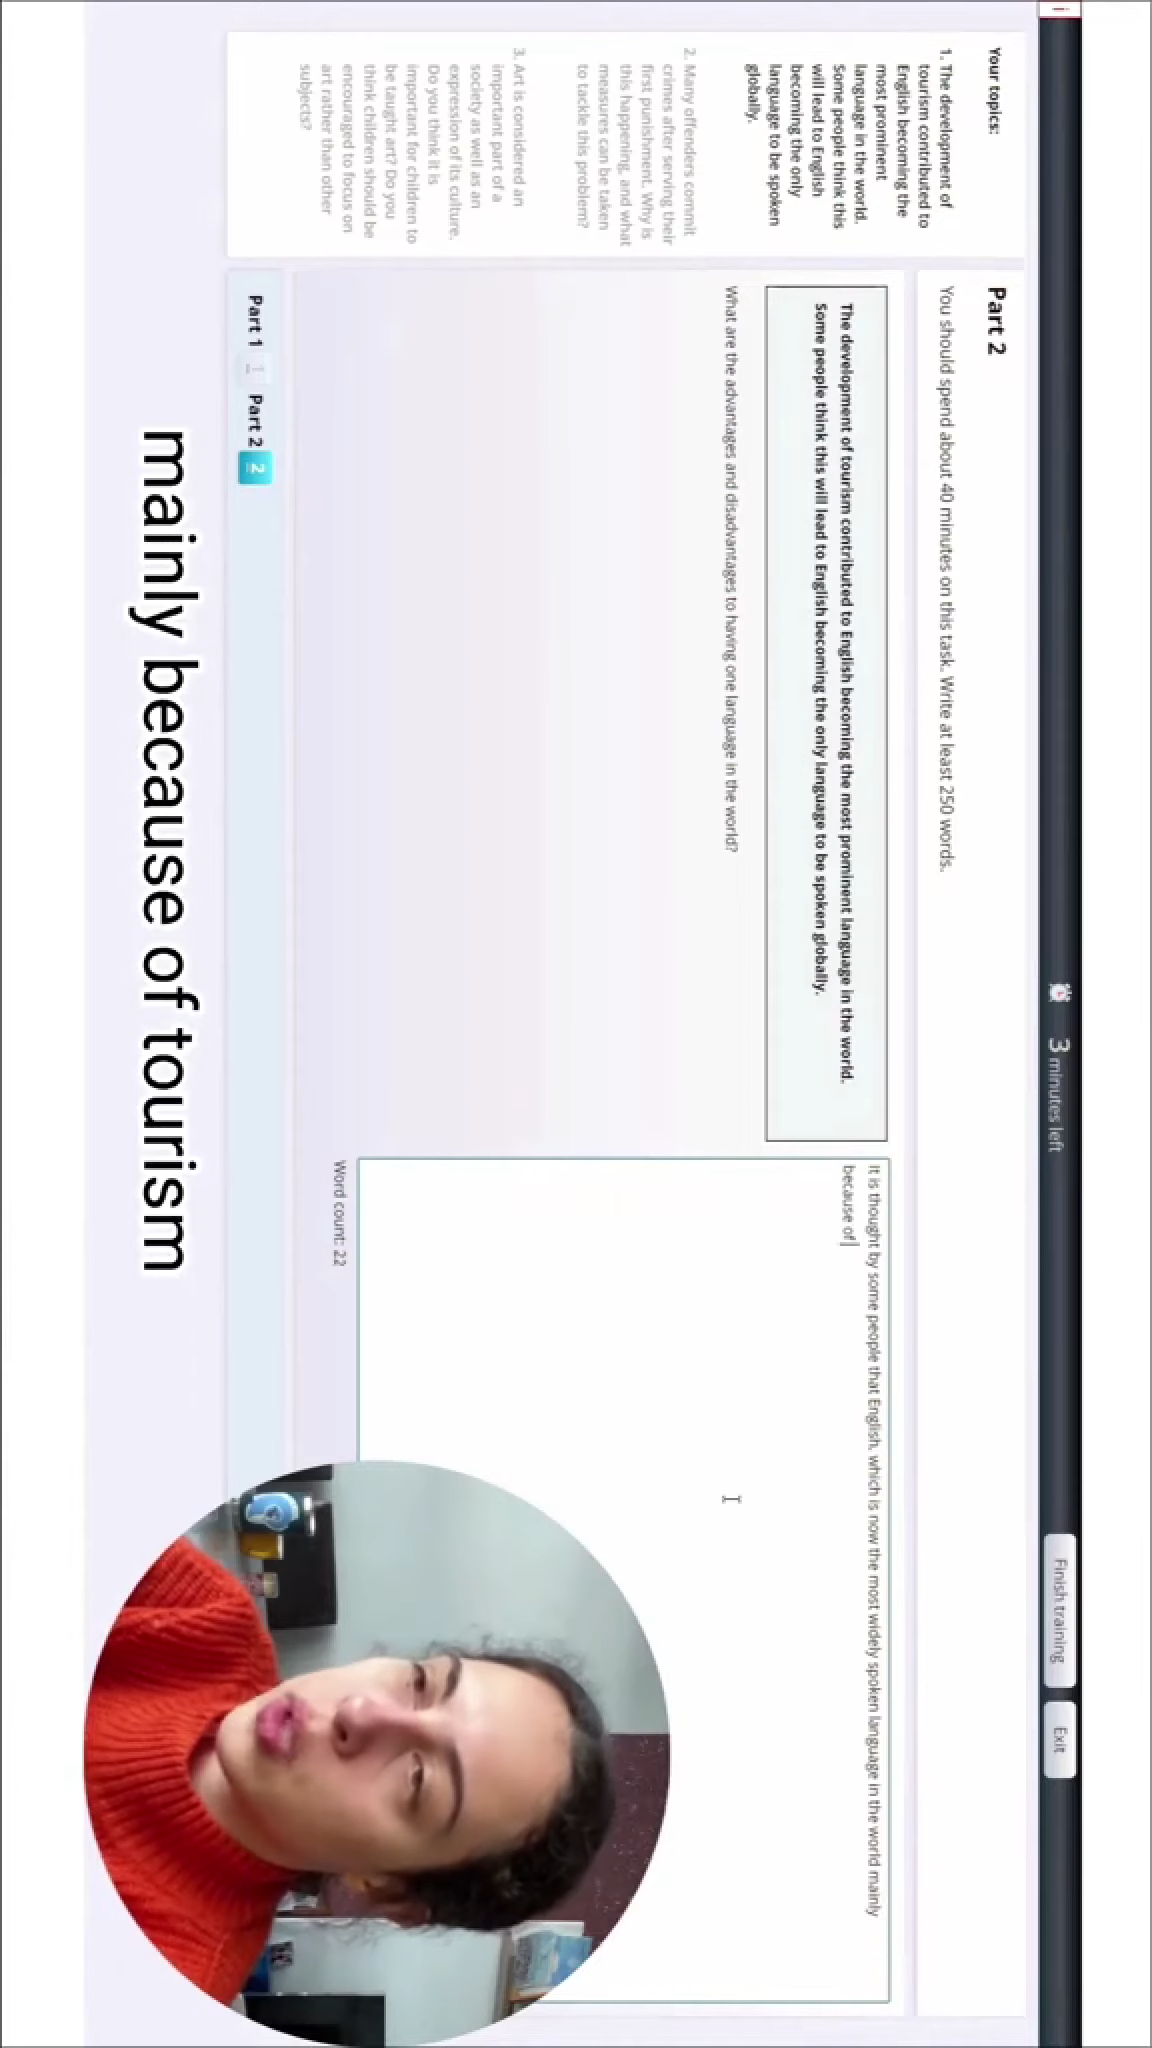 3 minutes left
Finish training
Exit
Your topics:
1. The development of
tourism contributed to
English becoming the
most prominent
language in the world.
Some people think this
will lead to English
becoming the only
language to be spoken
globally.
2. Many offenders commit
crimes after serving their
first punishment. Why is
this happening, and what
measures can be taken
to tackle this problem?
3. Art is considered an
important part of a
society as well as an
expression of its culture.
Do you think it is
important for children to
be taught art? Do you
think children should be
encouraged to focus on
art rather than other
subjects?
Part 2
You should spend about 40 minutes on this task. Write at least 250 words.
The development of tourism contributed to English becoming the most prominent language in the world.
Some people think this will lead to English becoming the only language to be spoken globally.
What are the advantages and disadvantages to having one language in the world?
It is thought by some people that English, which is now the most widely spoken language in the world mainly
because of
Word count: 22
Part 1 1 Part 2 2
mainly because of tourism